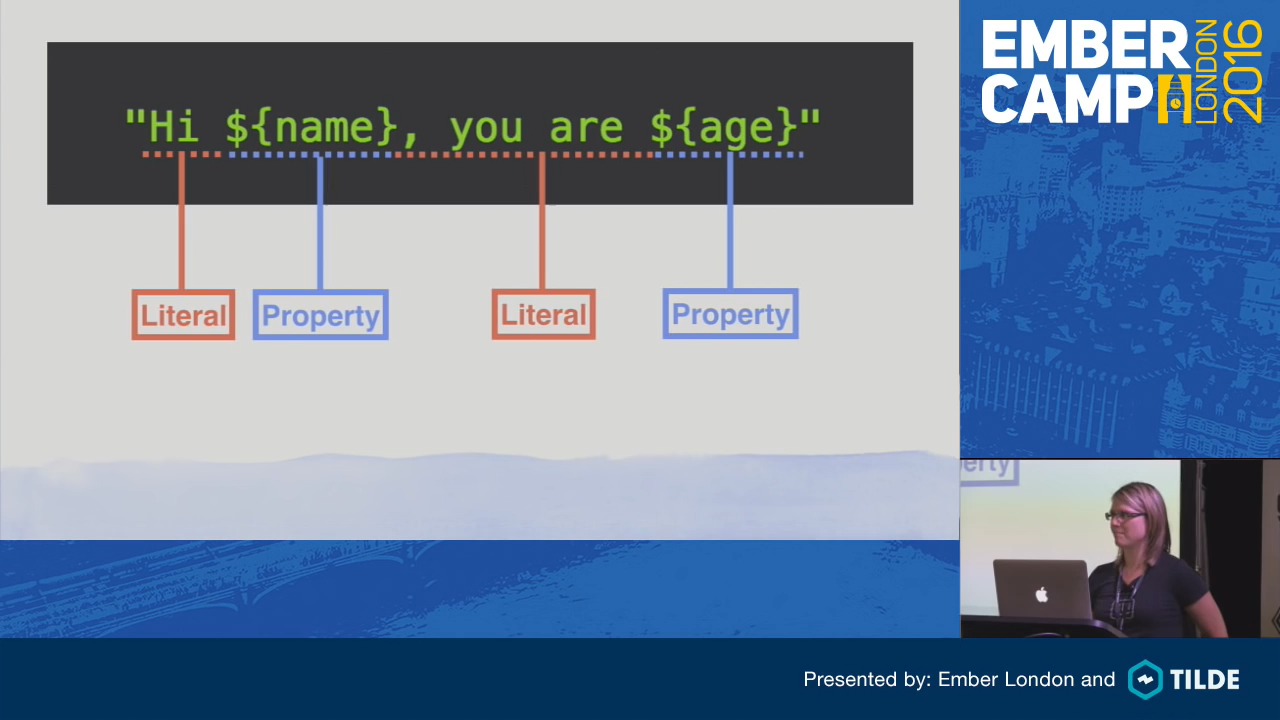 "Hi ${name}, you are ${age}"
Literal
Property
Literal
Property
EMBER
CAMP
LONDON
2016
erty
Presented by: Ember London and
TILDE